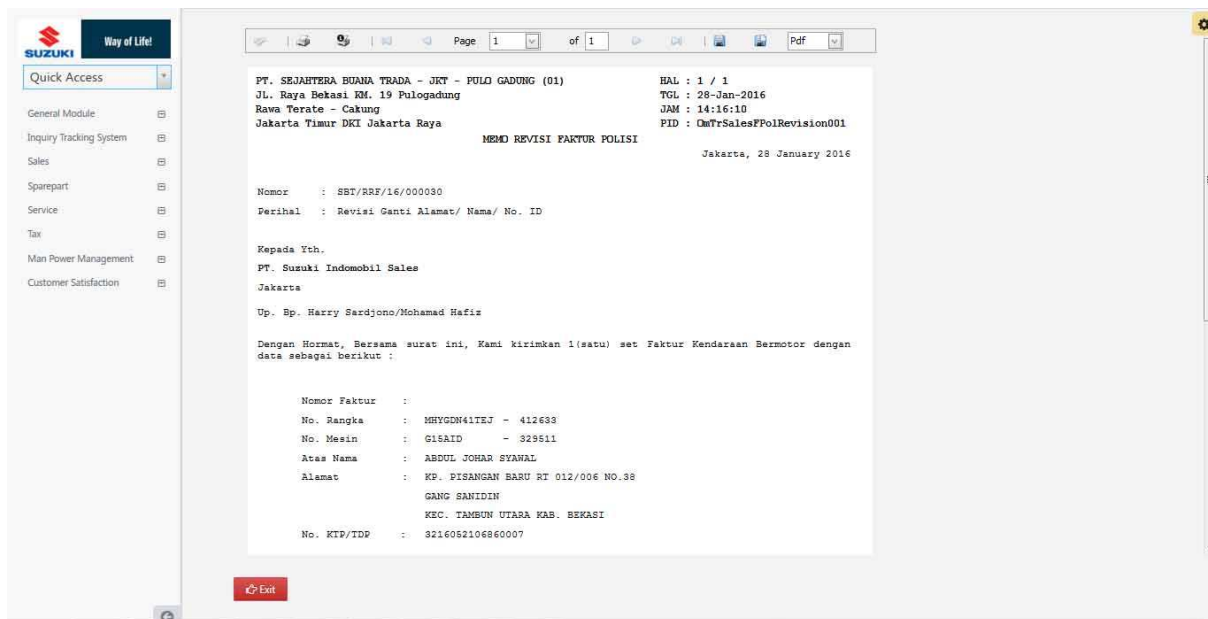 SUZUKI
Way of Life!
Quick Access
General Module
Inquiry Tracking System
Sales
Sparepart
Service
Tax
Man Power Management
Customer Satisfaction
Page 1 of 1 Pdf
PT. SEJAHTERA BUANA TRADA - JKT - PULO GADUNG (01) HAL : 1 / 1
JL. Raya Bekasi KM. 19 Pulogadung TGL : 28-Jan-2016
Rawa Terate - Cakung JAM : 14:16:10
Jakarta Timur DKI Jakarta Raya PID : OmTrSalesFPolRevision001
MEMO REVISI FAKTUR POLISI
Jakarta, 28 January 2016
Nomor : SBT/RRF/16/000030
Perihal : Revisi Ganti Alamat/ Nama/ No. ID
Kepada Yth.
PT. Suzuki Indomobil Sales
Jakarta
Up. Bp. Harry Sardjono/Mohamad Hafiz
Dengan Hormat, Bersama surat ini, Kami kirimkan 1(satu) set Faktur Kendaraan Bermotor dengan
data sebagai berikut :
Nomor Faktur :
No. Rangka : MHYGDN41TEJ - 412633
No. Mesin : G15AID - 329511
Atas Nama : ABDUL JOHAR SYAWAL
Alamat : KP. PISANGAN BARU RT 012/006 NO.38
GANG SANIDIN
KEC. TAMBUN UTARA KAB. BEKASI
No. KTP/TDP : 3216052106860007
Exit